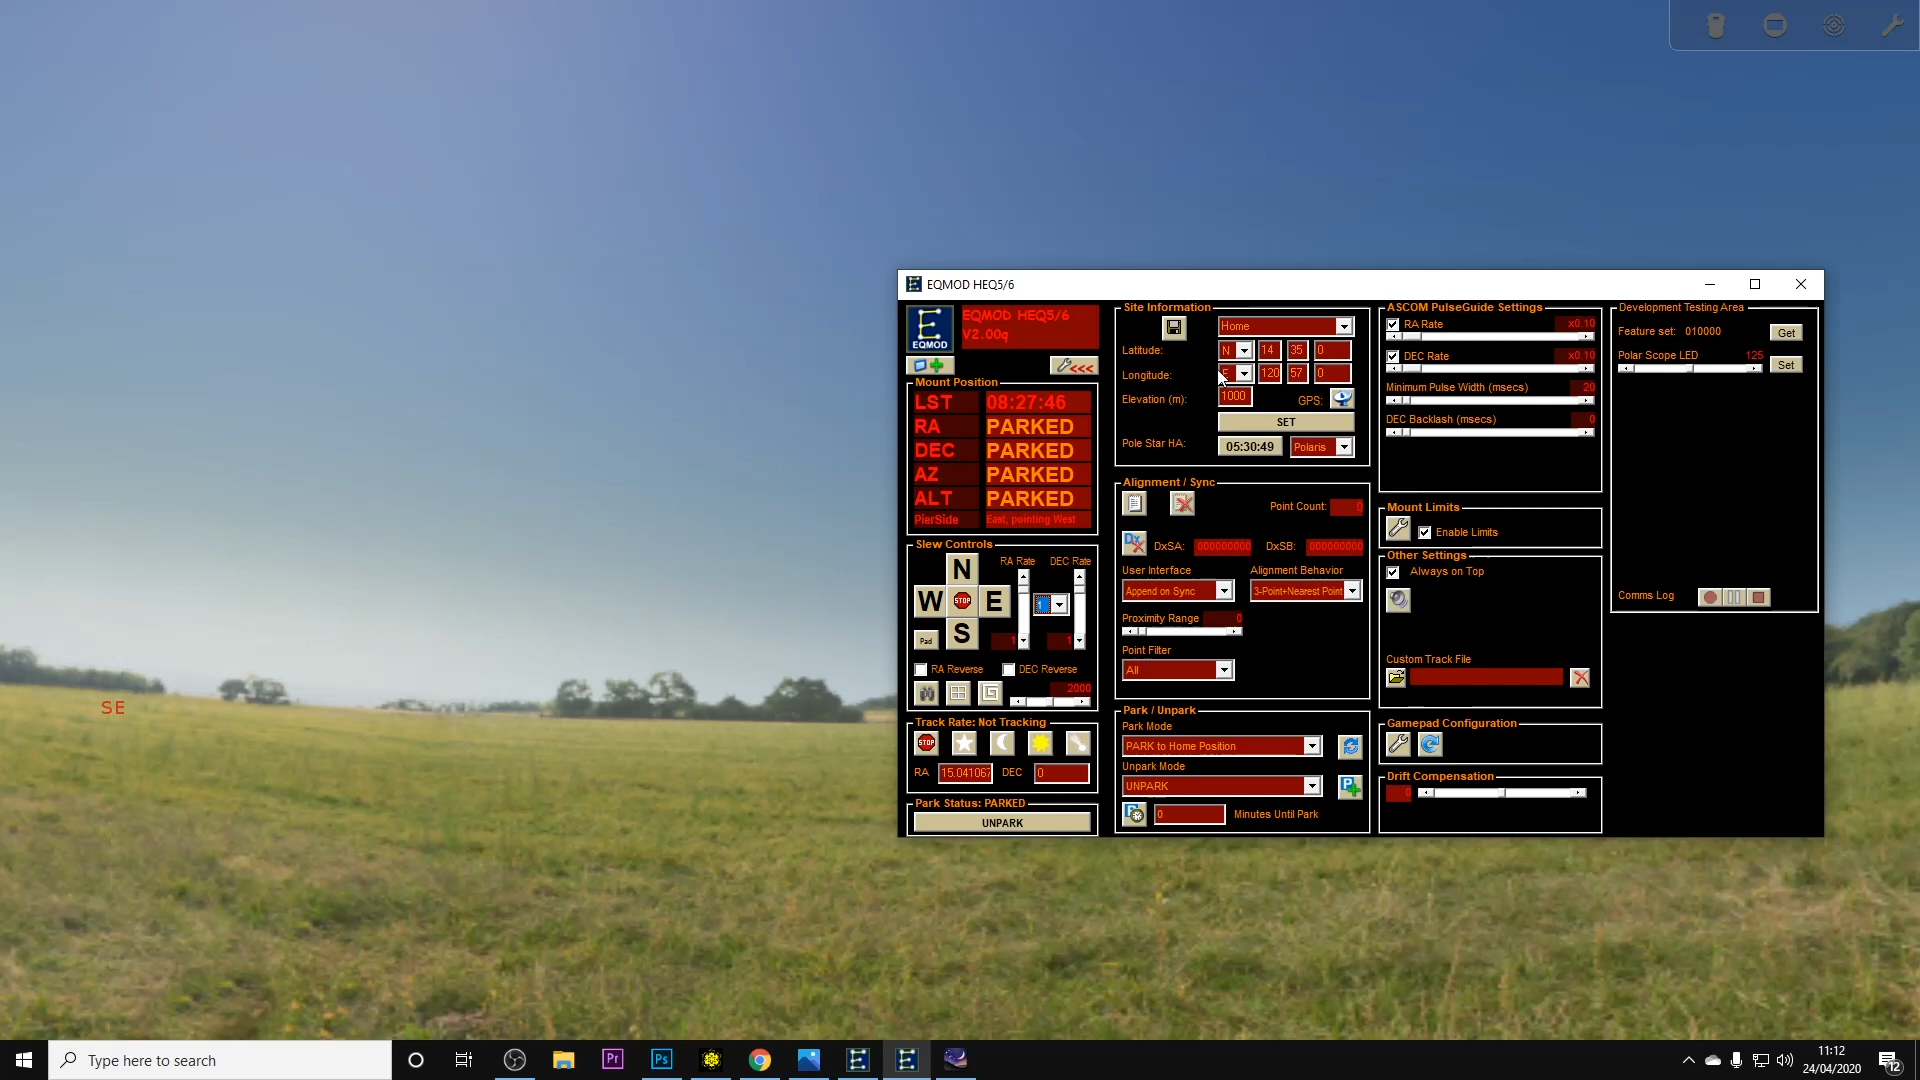 EQMOD HEQ5/6
EQMOD
EQMOD HEQ5/6
V2.00q
<<<
Mount Position
LST 08:27:46
RA PARKED
DEC PARKED
AZ PARKED
ALT PARKED
PierSide East, pointing West
Slew Controls
RA Rate DEC Rate
N
W STOP E
S
1
Pad 1 1
RA Reverse DEC Reverse
2000
Track Rate: Not Tracking
STOP
RA 15.041067 DEC 0
Park Status: PARKED
UNPARK
Site Information
Home
Latitude: N 14 35 0
Longitude: E 120 57 0
Elevation (m): 1000 GPS:
SET
Pole Star HA: 05:30:49 Polaris
Alignment / Sync
Point Count: 0
Dx DxSA: 000000000 DxSB: 000000000
User Interface Alignment Behavior
Append on Sync 3-Point+Nearest Point
Proximity Range 0
Point Filter
All
Park / Unpark
Park Mode
PARK to Home Position
Unpark Mode
UNPARK
0 Minutes Until Park
ASCOM PulseGuide Settings
RA Rate x0.10
DEC Rate x0.10
Minimum Pulse Width (msecs) 20
DEC Backlash (msecs) 0
Mount Limits
Enable Limits
Other Settings
Always on Top
Custom Track File
Gamepad Configuration
Drift Compensation
0
Development Testing Area
Feature set: 010000 Get
Polar Scope LED 125 Set
Comms Log
SE
Type here to search
Pr
Ps
11:12
24/04/2020
12